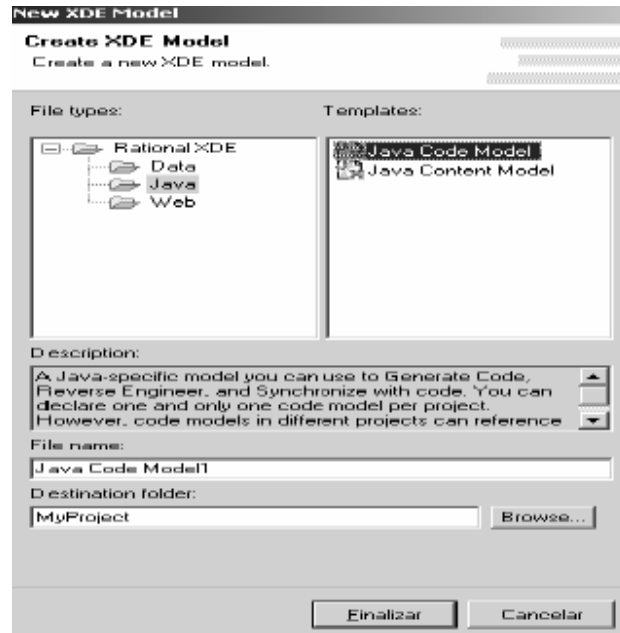 New XDE Model
Create XDE Model
Create a new XDE model.
File types:
Templates:
Rational XDE
Data
Java
Web
Java Code Model
Java Content Model
Description:
A Java-specific model you can use to Generate Code,
Reverse Engineer, and Synchronize with code. You can
declare one and only one code model per project.
However, code models in different projects can reference
File name:
Java Code Model1
Destination folder:
MyProject
Browse...
Finalizar
Cancelar